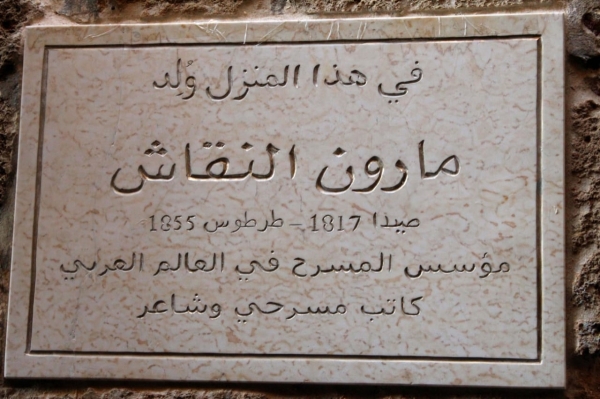 في هذا المنزل وُلد
مارون النقاش
صيدا 1817 - طرطوس 1855
مؤسس المسرح في العالم العربي
كاتب مسرحي وشاعر